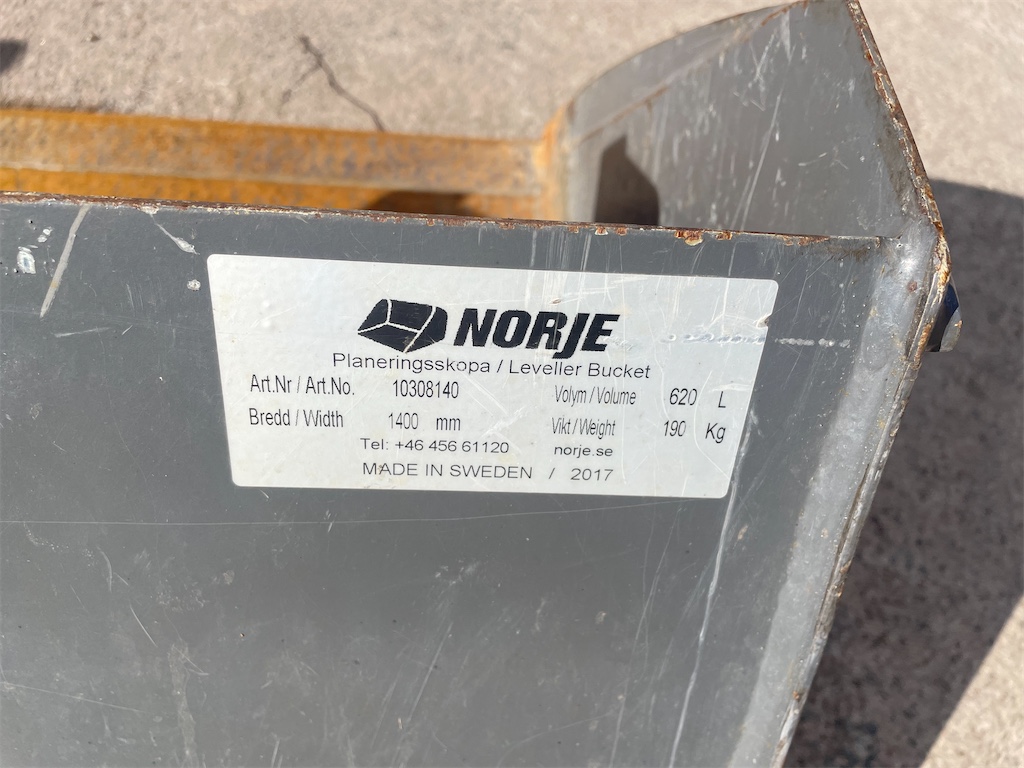 NORJE
Planeringsskopa / Leveller Bucket
Art.Nr / Art.No. 10308140 Volym / Volume 620 L
Bredd / Width 1400 mm Vikt / Weight 190 Kg
Tel: +46 456 61120 norje.se
MADE IN SWEDEN / 2017